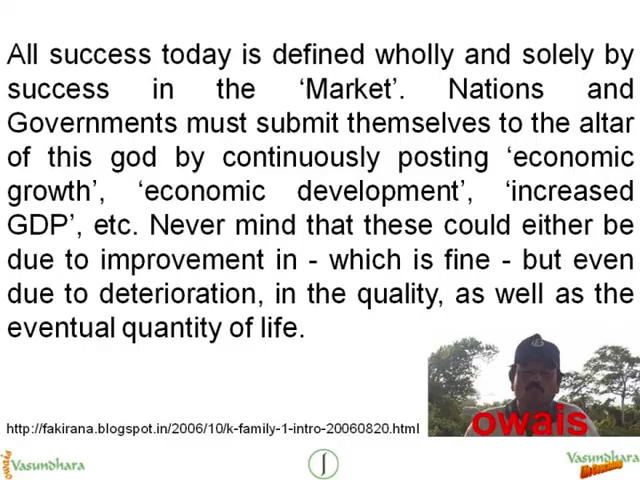 All success today is defined wholly and solely by
success in the ‘Market’. Nations and
Governments must submit themselves to the altar
of this god by continuously posting ‘economic
growth’, ‘economic development’, ‘increased
GDP’, etc. Never mind that these could either be
due to improvement in - which is fine - but even
due to deterioration, in the quality, as well as the
eventual quantity of life.
owais
http://fakirana.blogspot.in/2006/10/k-family-1-intro-20060820.html
owais
Vasundhara
Vasundhara